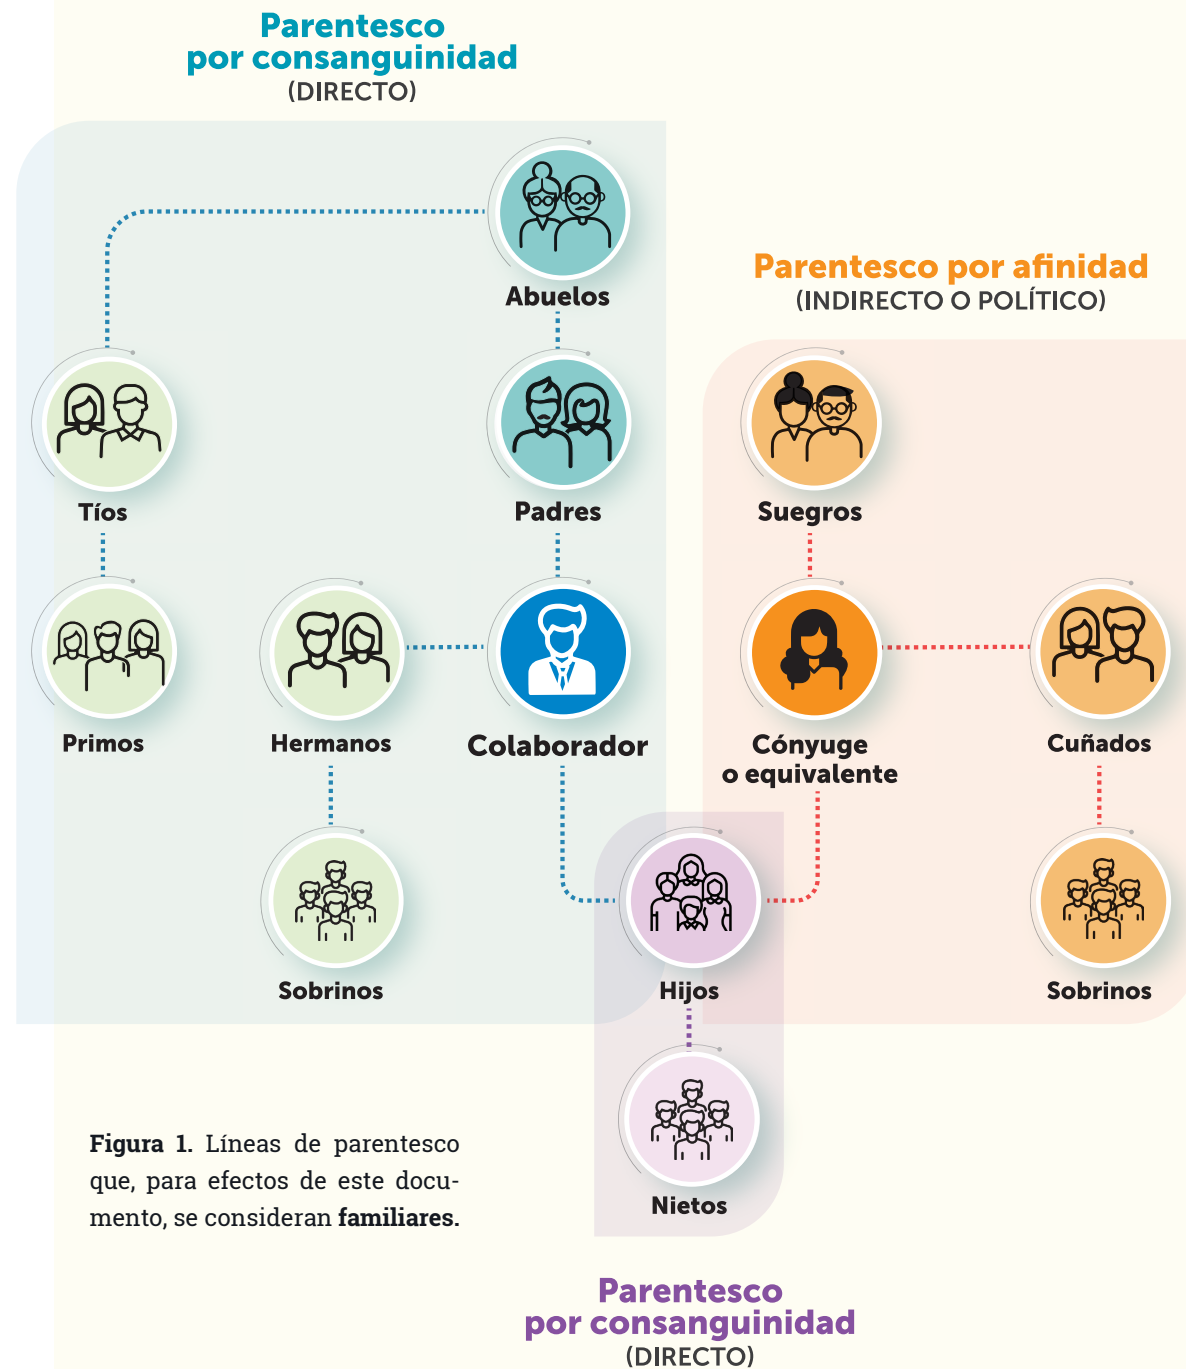 Parentesco
por consanguinidad
(DIRECTO)
Abuelos
Parentesco por afinidad
(INDIRECTO O POLÍTICO)
Tíos
Padres
Suegros
Primos
Hermanos
Colaborador
Cónyuge
o equivalente
Cuñados
Sobrinos
Hijos
Sobrinos
Figura 1. Líneas de parentesco
que, para efectos de este docu-
mento, se consideran familiares.
Nietos
Parentesco
por consanguinidad
(DIRECTO)